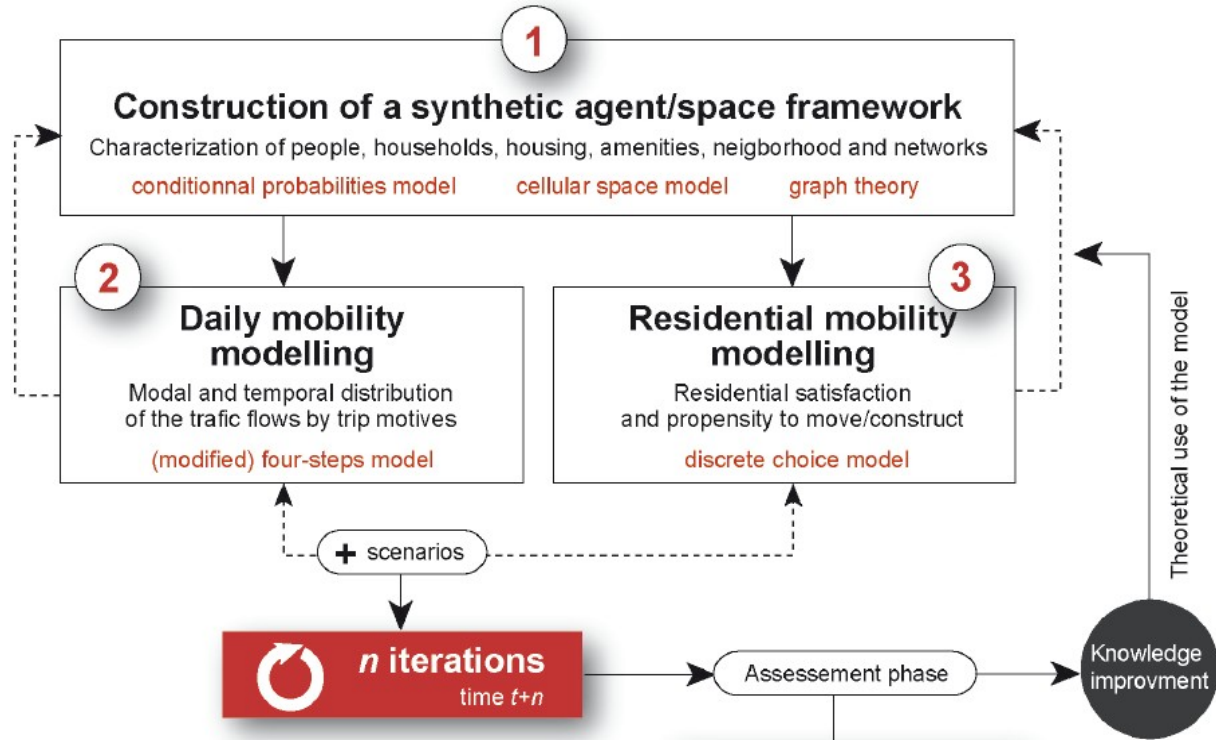 1
Construction of a synthetic agent/space framework
Characterization of people, households, housing, amenities, neigborhood and networks
conditionnal probabilities model cellular space model graph theory
2
Daily mobility
modelling
Modal and temporal distribution
of the trafic flows by trip motives
(modified) four-steps model
3
Residential mobility
modelling
Residential satisfaction
and propensity to move/construct
discrete choice model
Theoretical use of the model
+ scenarios
n iterations
time t+n
Assessement phase
Knowledge
improvment